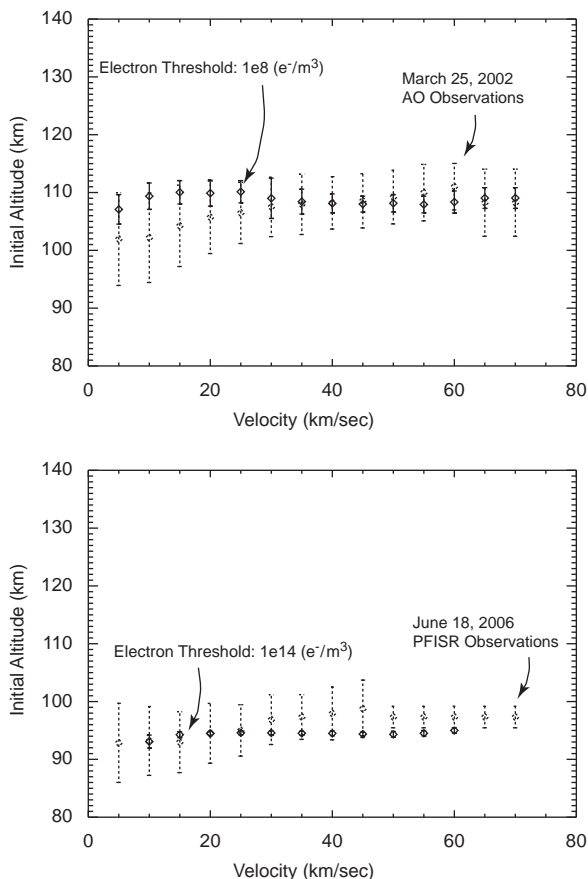 140
130
120
110
100
90
80
Initial Altitude (km)
Electron Threshold: 1e8 (e⁻/m³)
March 25, 2002
AO Observations
0 20 40 60 80
Velocity (km/sec)
140
130
120
110
100
90
80
Initial Altitude (km)
Electron Threshold: 1e14 (e⁻/m³)
June 18, 2006
PFISR Observations
0 20 40 60 80
Velocity (km/sec)